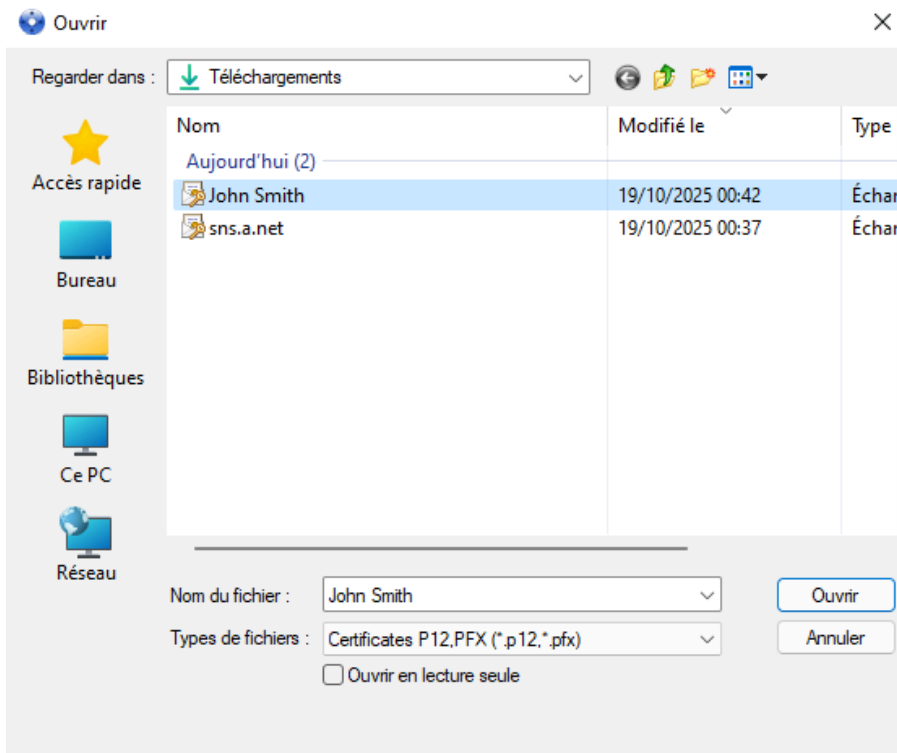 Ouvrir
Regarder dans : Téléchargements
Nom Modifié le Type
Aujourd'hui (2)
John Smith 19/10/2025 00:42 Échar
sns.a.net 19/10/2025 00:37 Échar
Accès rapide
Bureau
Bibliothèques
Ce PC
Réseau
Nom du fichier : John Smith Ouvrir
Types de fichiers : Certificates P12,PFX (*.p12,*.pfx) Annuler
Ouvrir en lecture seule